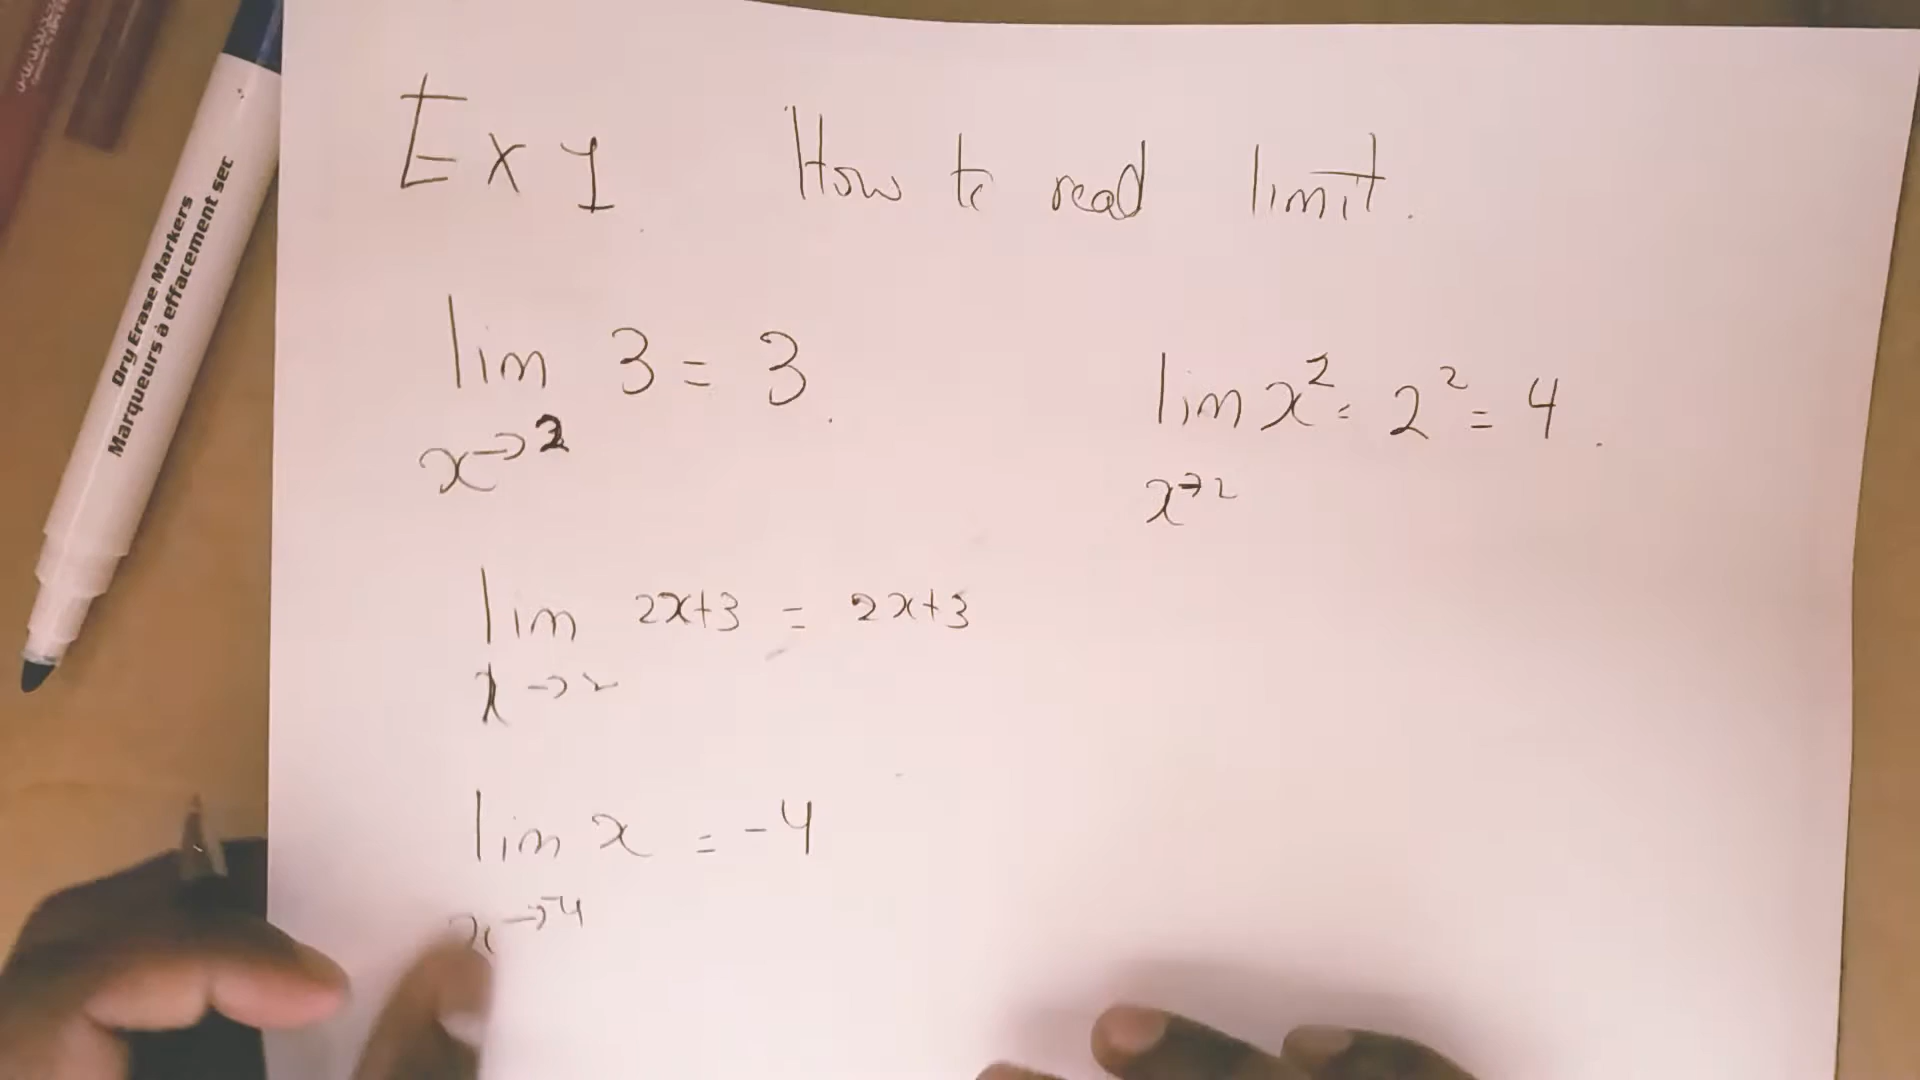 Dry Erase Markers
Marqueurs à effacement sec
Ex 1 How to read limit.
lim 3 = 3.
x→2
lim x² = 2² = 4.
x→2
lim 2x+3 = 2x+3
x→2
lim x = -4
x→-4